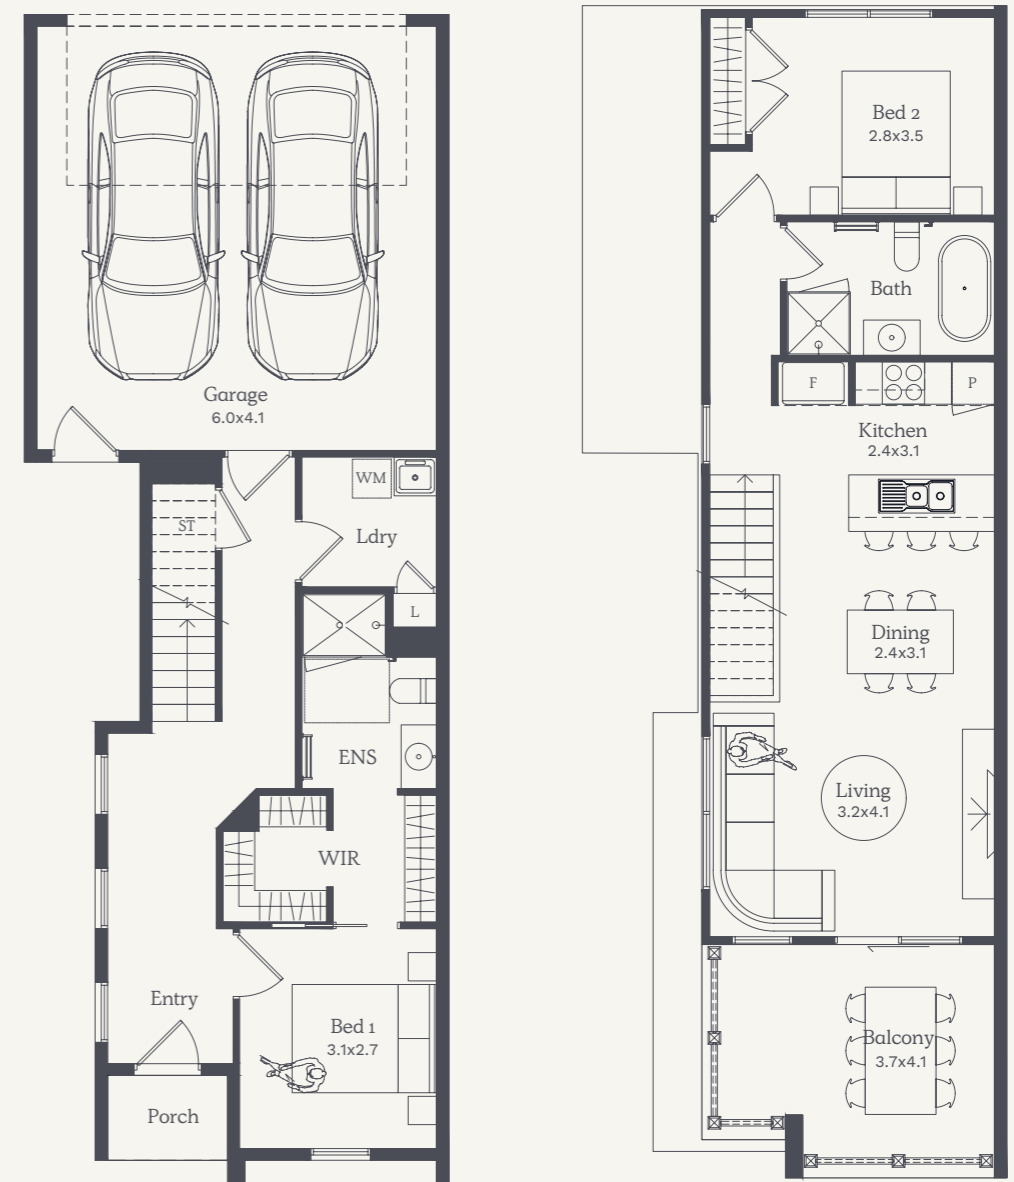 Garage
6.0x4.1
ST
WM
Ldry
L
ENS
WIR
Entry
Bed 1
3.1x2.7
Porch
Bed 2
2.8x3.5
Bath
F
P
Kitchen
2.4x3.1
Dining
2.4x3.1
Living
3.2x4.1
Balcony
3.7x4.1